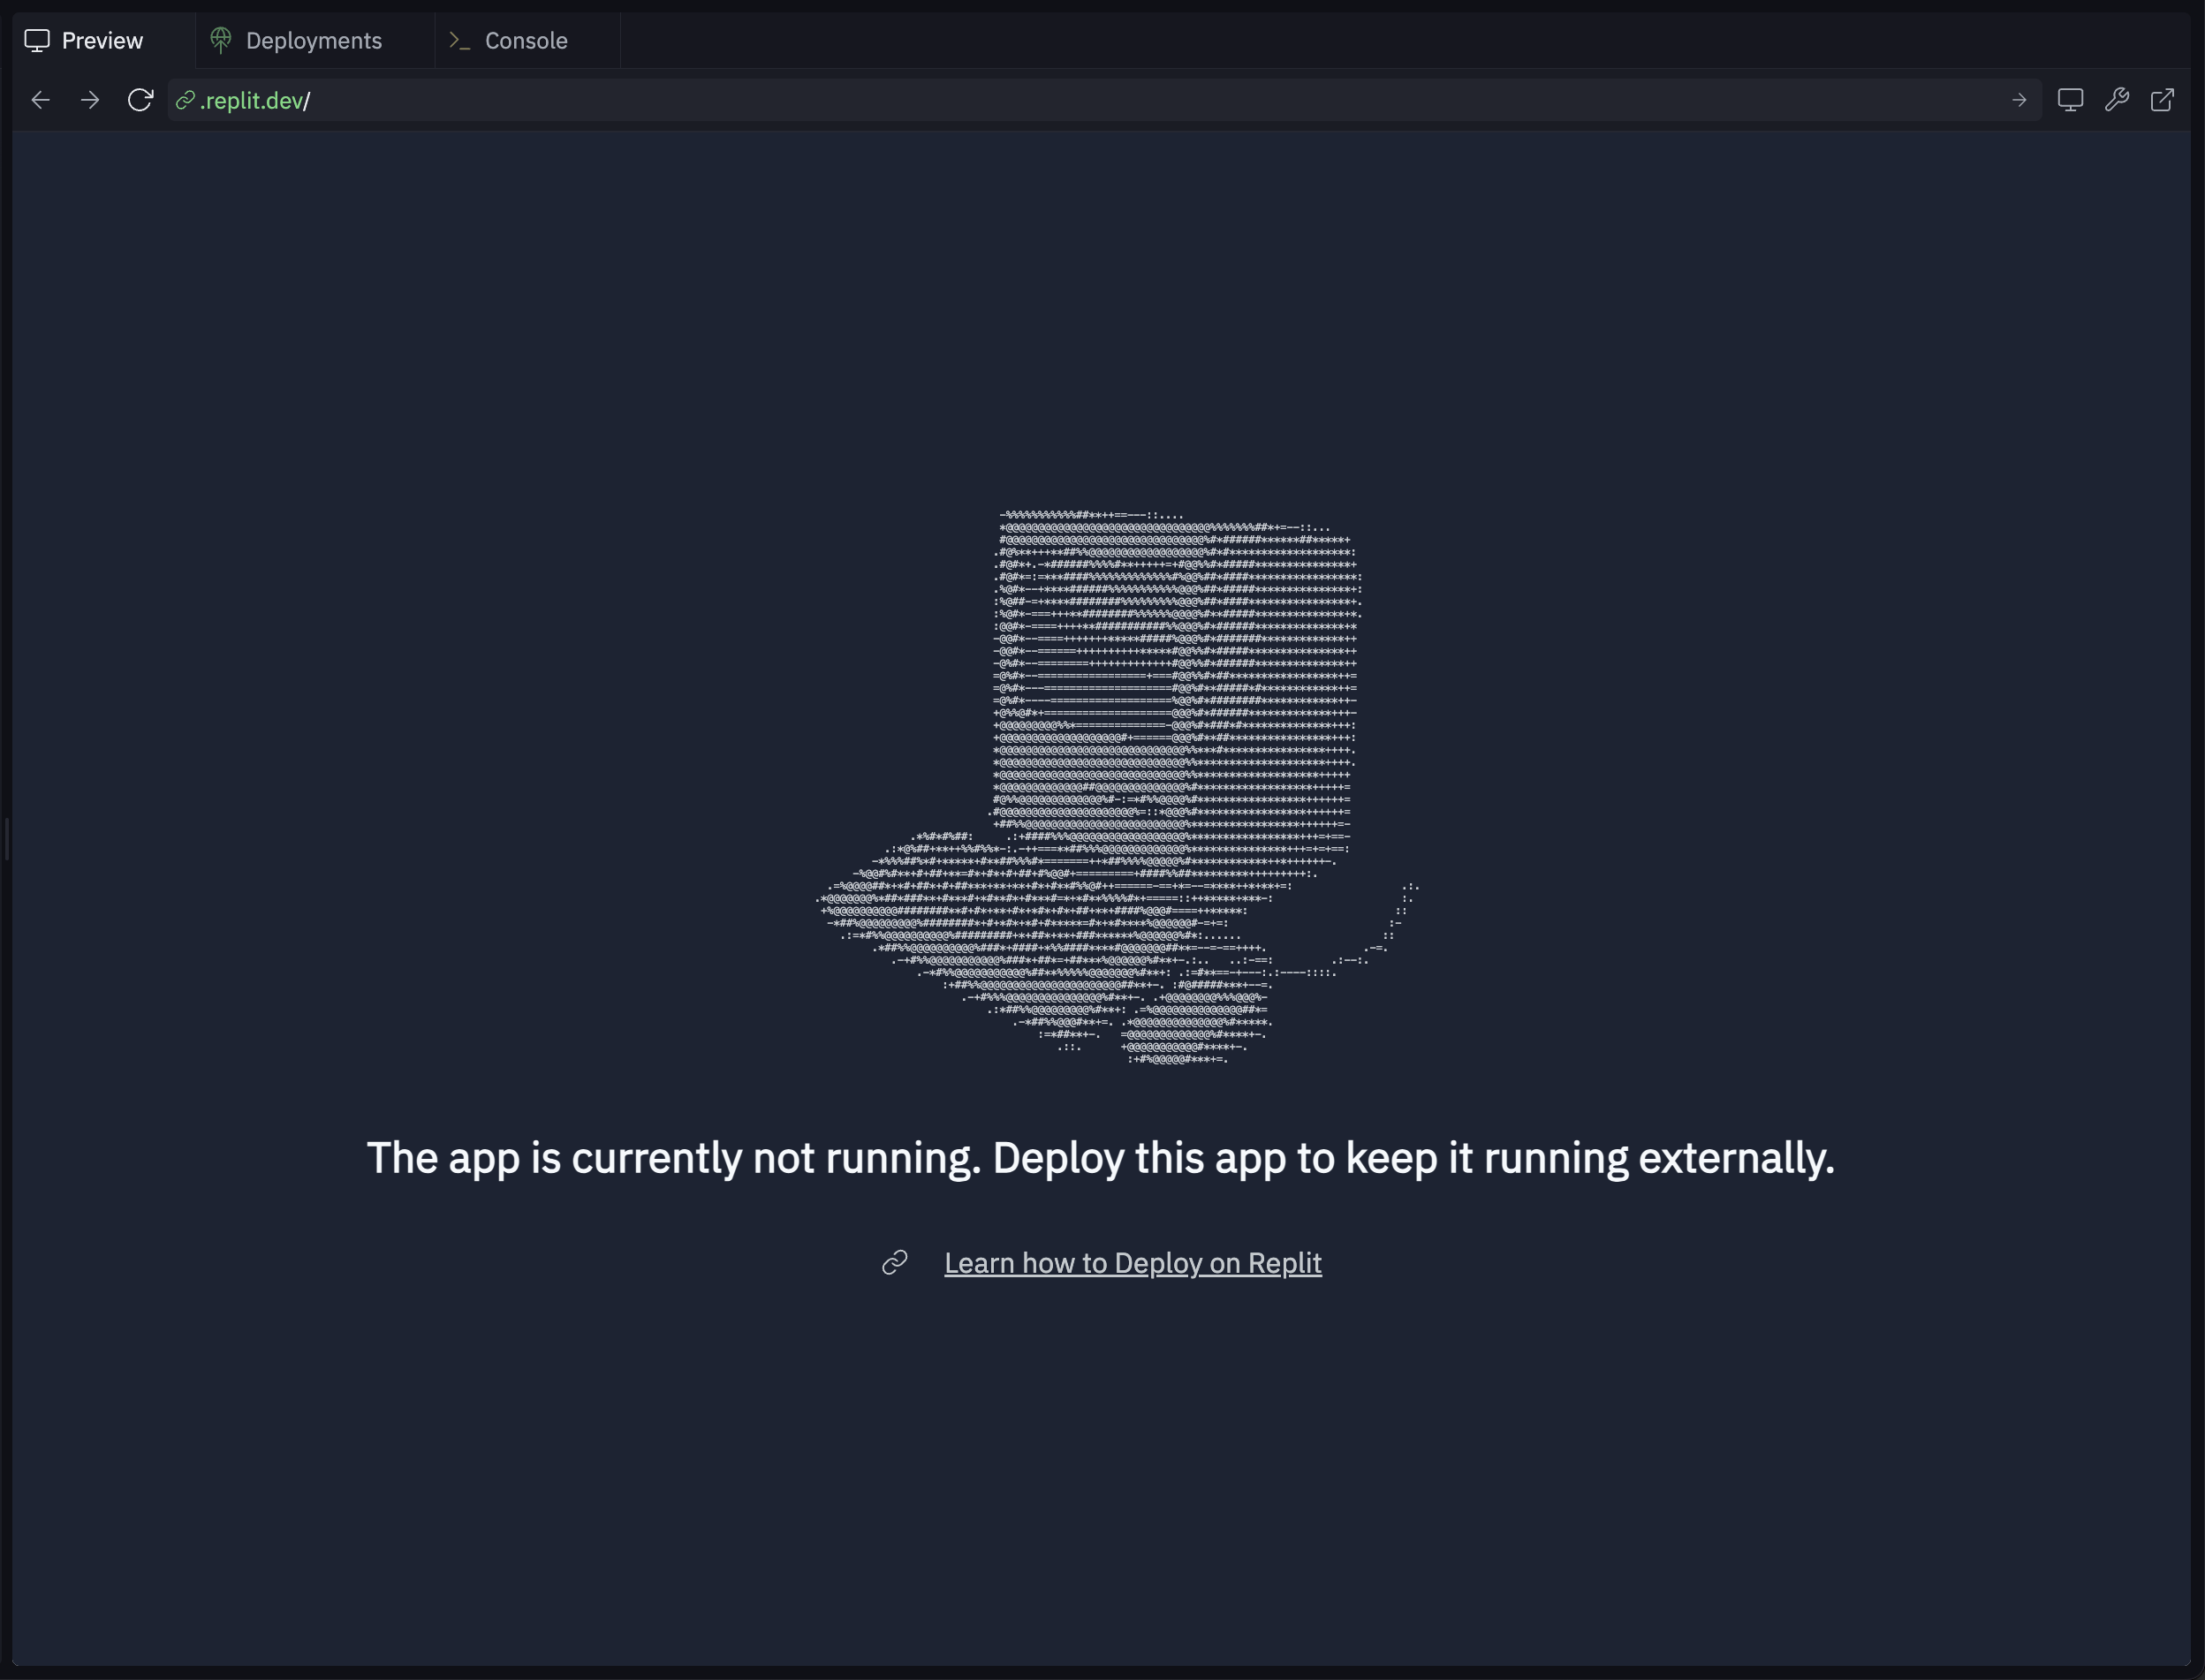 Preview
Deployments
Console
.replit.dev/
The app is currently not running. Deploy this app to keep it running externally.
Learn how to Deploy on Replit